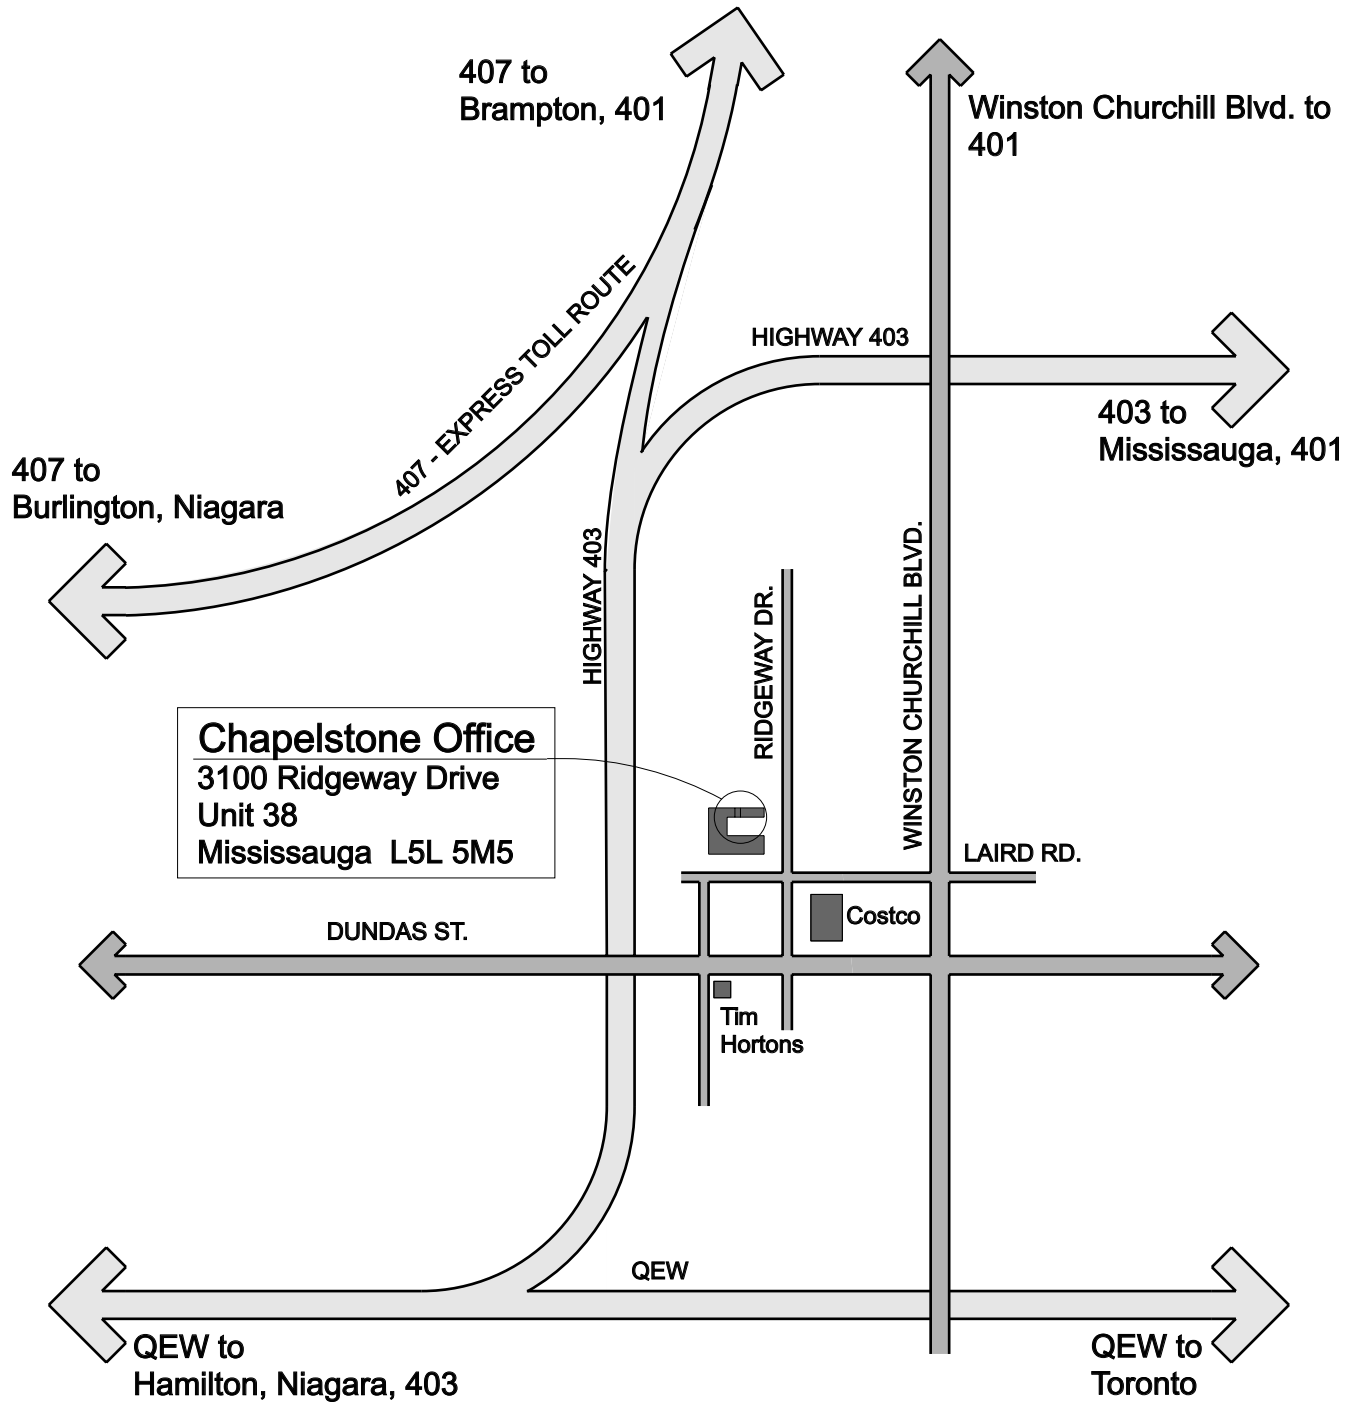 407 to
Brampton, 401
Winston Churchill Blvd. to
401
407 - EXPRESS TOLL ROUTE
HIGHWAY 403
403 to
Mississauga, 401
407 to
Burlington, Niagara
HIGHWAY 403
RIDGEWAY DR.
WINSTON CHURCHILL BLVD.
Chapelstone Office
3100 Ridgeway Drive
Unit 38
Mississauga L5L 5M5
LAIRD RD.
Costco
DUNDAS ST.
Tim
Hortons
QEW
QEW to
Hamilton, Niagara, 403
QEW to
Toronto